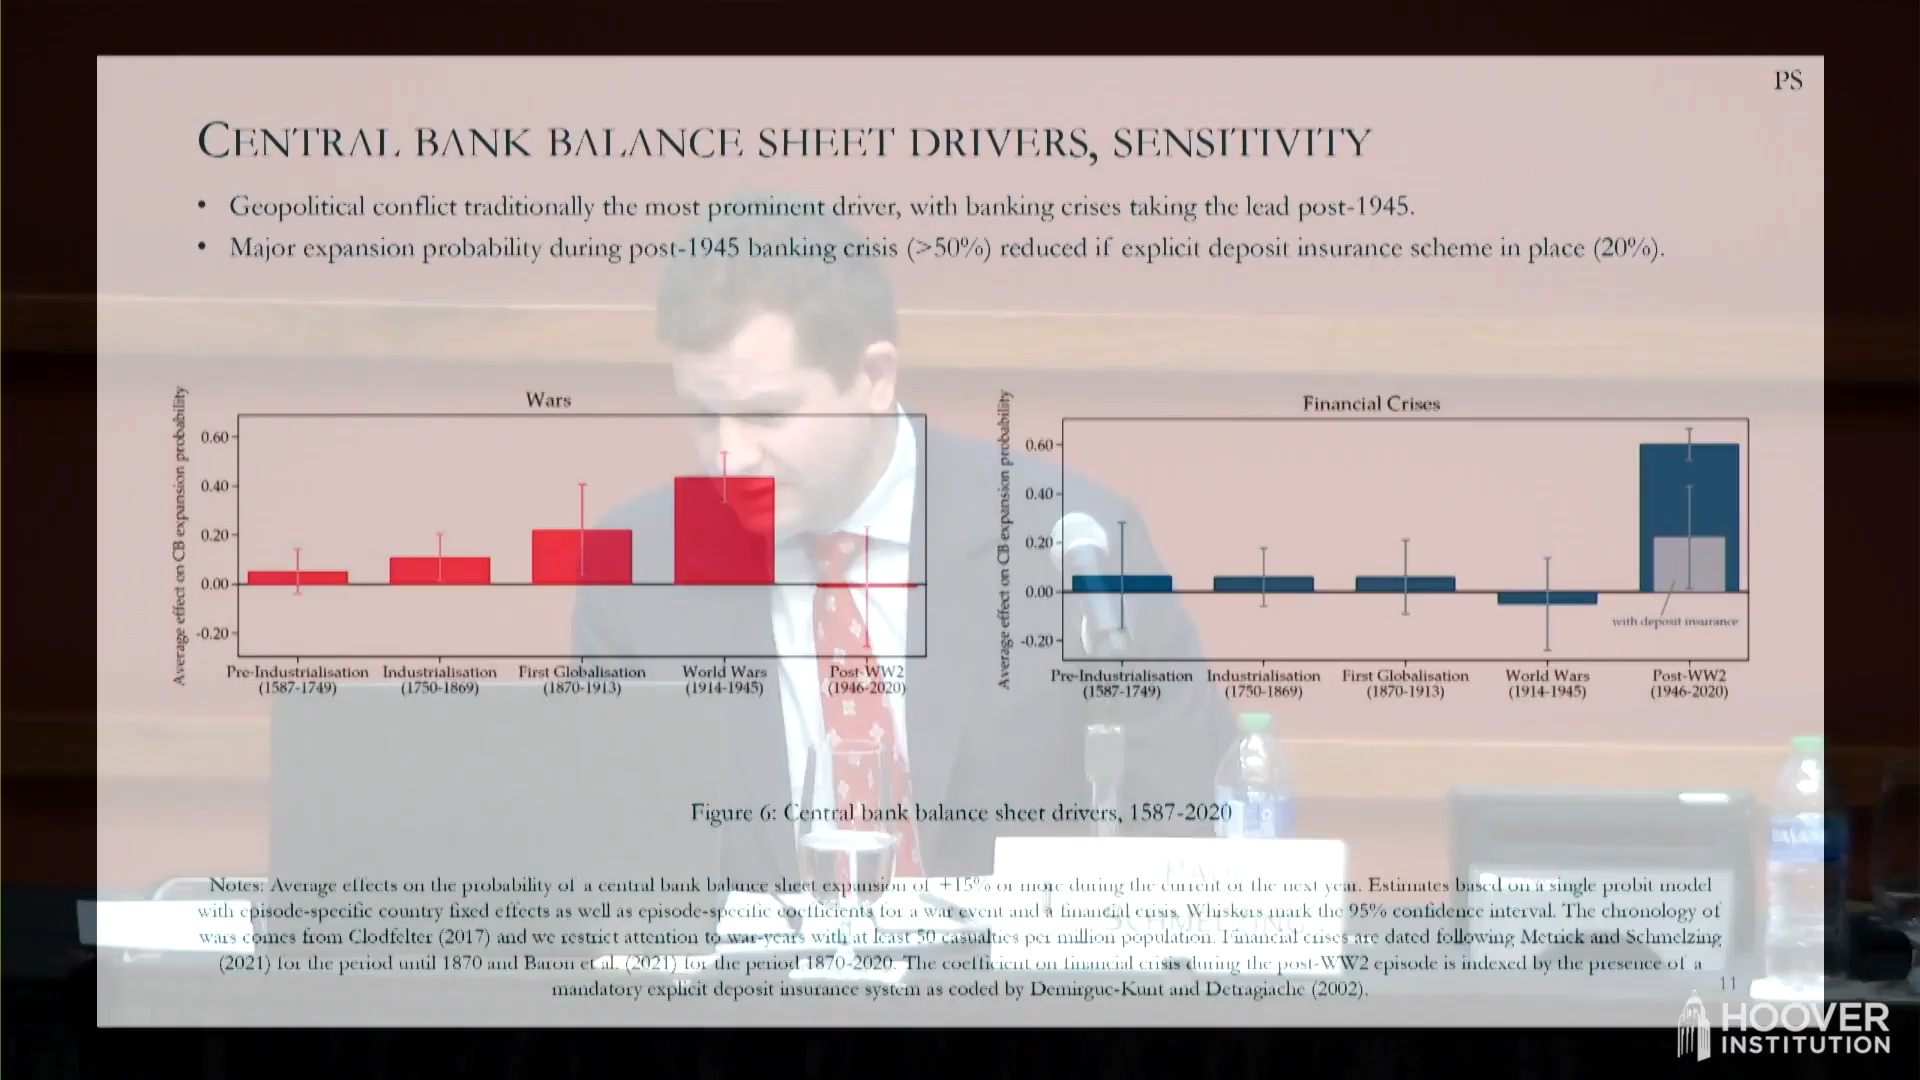 PS
CENTRAL BANK BALANCE SHEET DRIVERS, SENSITIVITY
• Geopolitical conflict traditionally the most prominent driver, with banking crises taking the lead post-1945.
• Major expansion probability during post-1945 banking crisis (>50%) reduced if explicit deposit insurance scheme in place (20%).
Wars
Average effect on CB expansion probability
0.60
0.40
0.20
0.00
-0.20
Pre-Industrialisation Industrialisation First Globalisation World Wars Post-WW2
(1587-1749) (1750-1869) (1870-1913) (1914-1945) (1946-2020)
Financial Crises
Average effect on CB expansion probability
0.60
0.40
0.20
0.00
-0.20
with deposit insurance
Pre-Industrialisation Industrialisation First Globalisation World Wars Post-WW2
(1587-1749) (1750-1869) (1870-1913) (1914-1945) (1946-2020)
Figure 6: Central bank balance sheet drivers, 1587-2020
Notes: Average effects on the probability of a central bank balance sheet expansion of +15% or more during the current or the next year. Estimates based on a single probit model
with episode-specific country fixed effects as well as episode-specific coefficients for a war event and a financial crisis. Whiskers mark the 95% confidence interval. The chronology of
wars comes from Clodfelter (2017) and we restrict attention to war-years with at least 50 casualties per million population. Financial crises are dated following Metrick and Schmelzing
(2021) for the period until 1870 and Baron et al. (2021) for the period 1870-2020. The coefficient on financial crisis during the post-WW2 episode is indexed by the presence of a
mandatory explicit deposit insurance system as coded by Demirguc-Kunt and Detragiache (2002).
11
PAUL
SCHMELZING
HOOVER
INSTITUTION